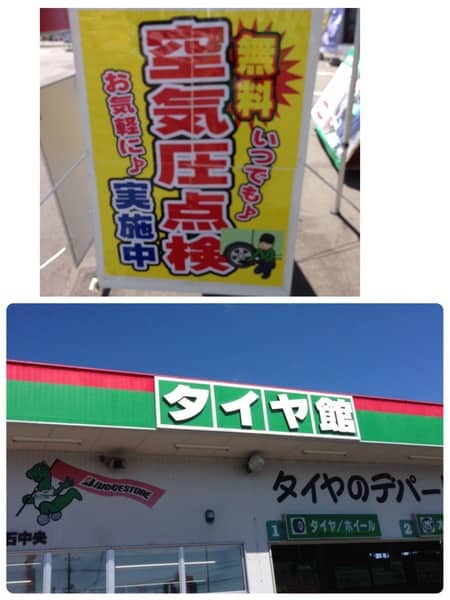 無料
いつでも♪
空気圧点検
お気軽に♪
実施中
タイヤ館
BRIDGESTONE
タイヤのデパー
石中央
1 タイヤ/ホイール
2